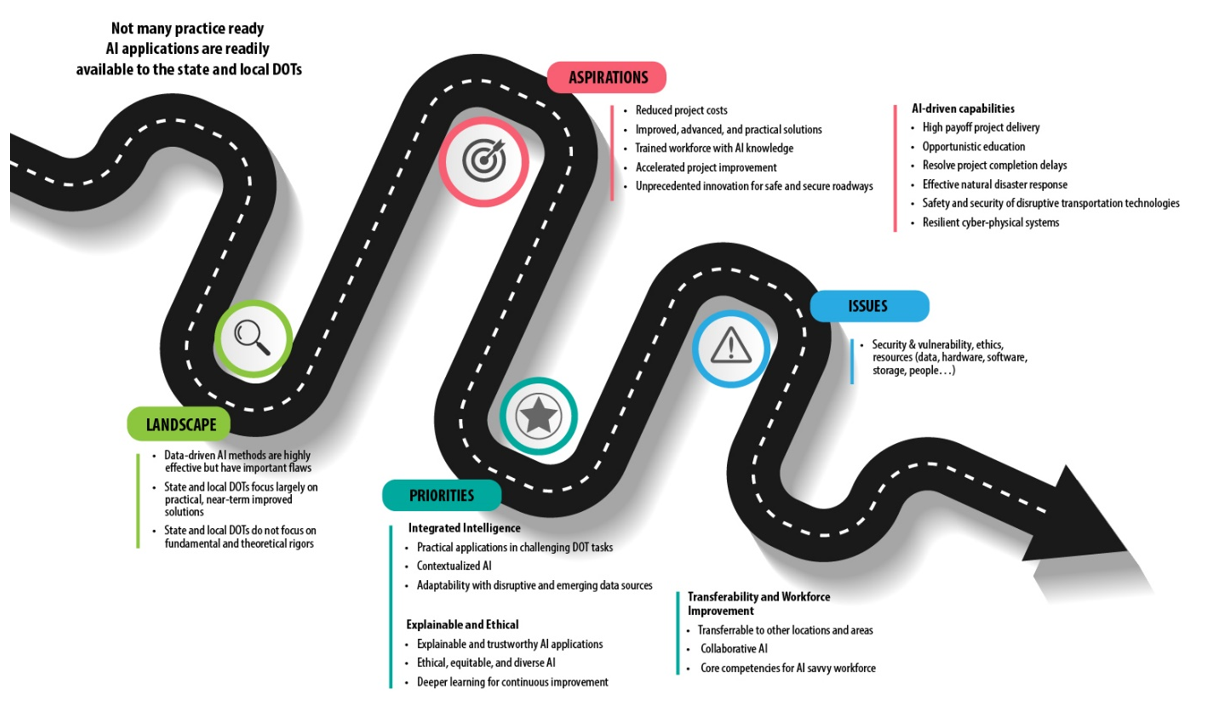 Not many practice ready
AI applications are readily
available to the state and local DOTs
ASPIRATIONS
• Reduced project costs
• Improved, advanced, and practical solutions
• Trained workforce with AI knowledge
• Accelerated project improvement
• Unprecedented innovation for safe and secure roadways
AI-driven capabilities
• High payoff project delivery
• Opportunistic education
• Resolve project completion delays
• Effective natural disaster response
• Safety and security of disruptive transportation technologies
• Resilient cyber-physical systems
ISSUES
• Security & vulnerability, ethics,
resources (data, hardware, software,
storage, people…)
LANDSCAPE
• Data-driven AI methods are highly
effective but have important flaws
• State and local DOTs focus largely on
practical, near-term improved
solutions
• State and local DOTs do not focus on
fundamental and theoretical rigors
PRIORITIES
Integrated Intelligence
• Practical applications in challenging DOT tasks
• Contextualized AI
• Adaptability with disruptive and emerging data sources
Explainable and Ethical
• Explainable and trustworthy AI applications
• Ethical, equitable, and diverse AI
• Deeper learning for continuous improvement
Transferability and Workforce
Improvement
• Transferrable to other locations and areas
• Collaborative AI
• Core competencies for AI savvy workforce